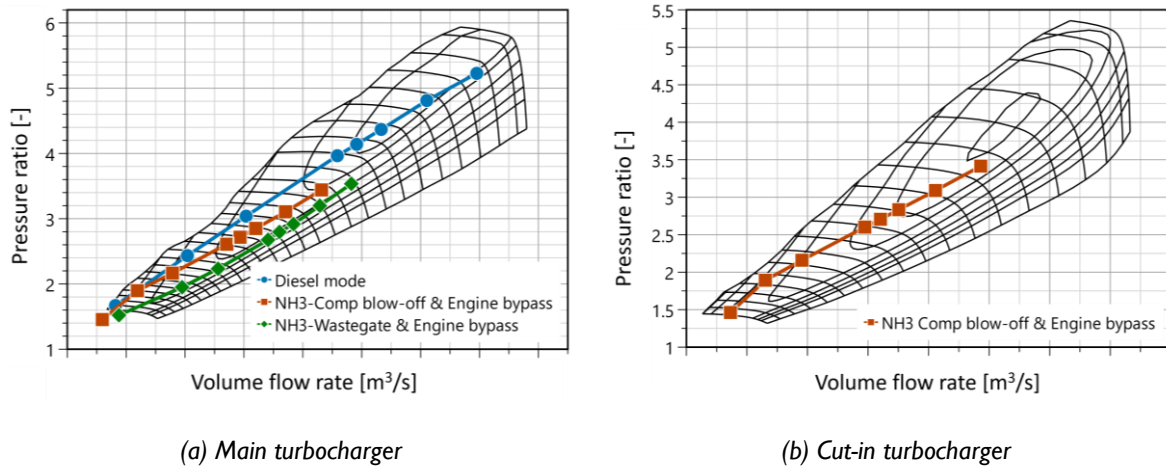 6
5
4
3
2
1
Pressure ratio [-]
Diesel mode
NH3-Comp blow-off & Engine bypass
NH3-Wastegate & Engine bypass
Volume flow rate [m³/s]
(a) Main turbocharger
5.5
5
4.5
4
3.5
3
2.5
2
1.5
1
Pressure ratio [-]
NH3 Comp blow-off & Engine bypass
Volume flow rate [m³/s]
(b) Cut-in turbocharger